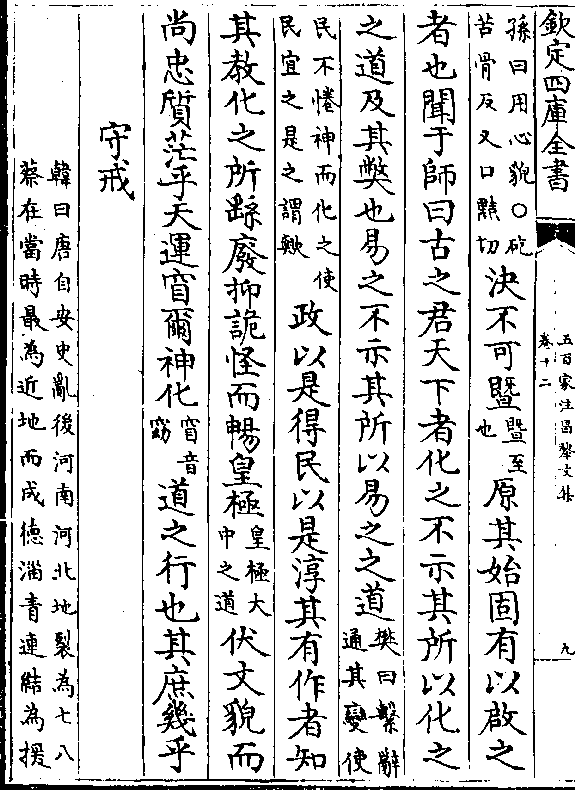 欽定四庫全書
五百家注昌黎文集
卷十二
九
孫曰用心貌○矻
苦骨反又口黠切
決不可暨
暨至
也
原其始固有以啟之
者也聞于師曰古之君天下者化之不示其所以化之
之道及其弊也易之不示其所以易之之道
樊曰繫辭
通其變使
民不惓神而化之使
民宜之是之謂歟
政以是得民以是淳其有作者知
其教化之所繇廢抑詭怪而暢皇極
皇極大
中之道
伏文貌而
尚忠質茫乎天運窅爾神化
窅音
窈
道之行也其庶幾乎
守戒
韓曰唐自安史亂後河南河北地裂為七八
蔡在當時最為近地而成德淄青連結為援